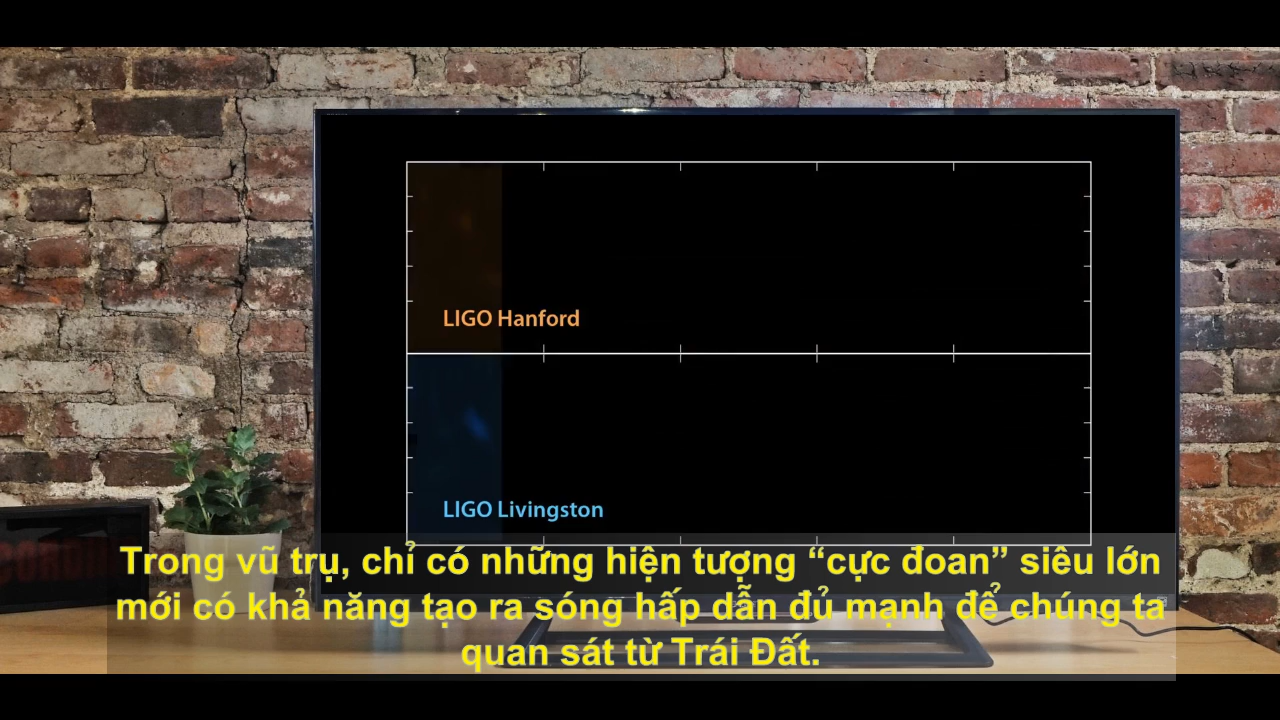 LIGO Hanford
LIGO Livingston
Trong vũ trụ, chỉ có những hiện tượng “cực đoan” siêu lớn
mới có khả năng tạo ra sóng hấp dẫn đủ mạnh để chúng ta
quan sát từ Trái Đất.